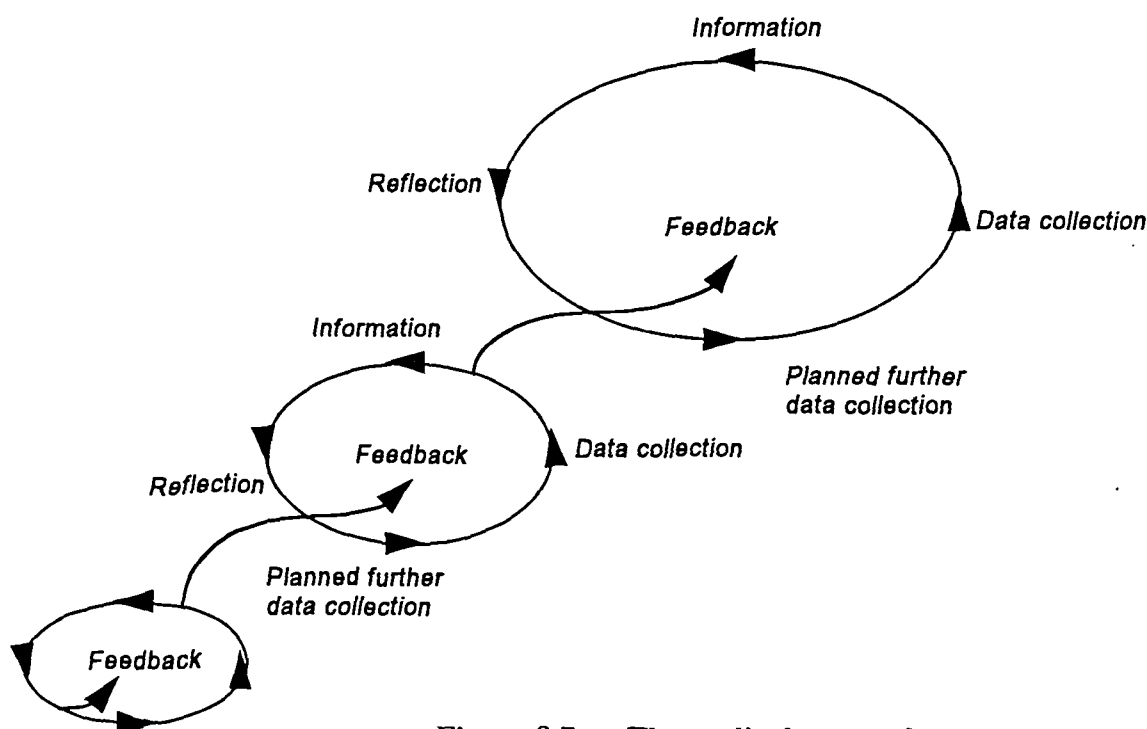 Information
Reflection
Feedback
Data collection
Information
Planned further
data collection
Feedback
Data collection
Reflection
Planned further
data collection
Feedback